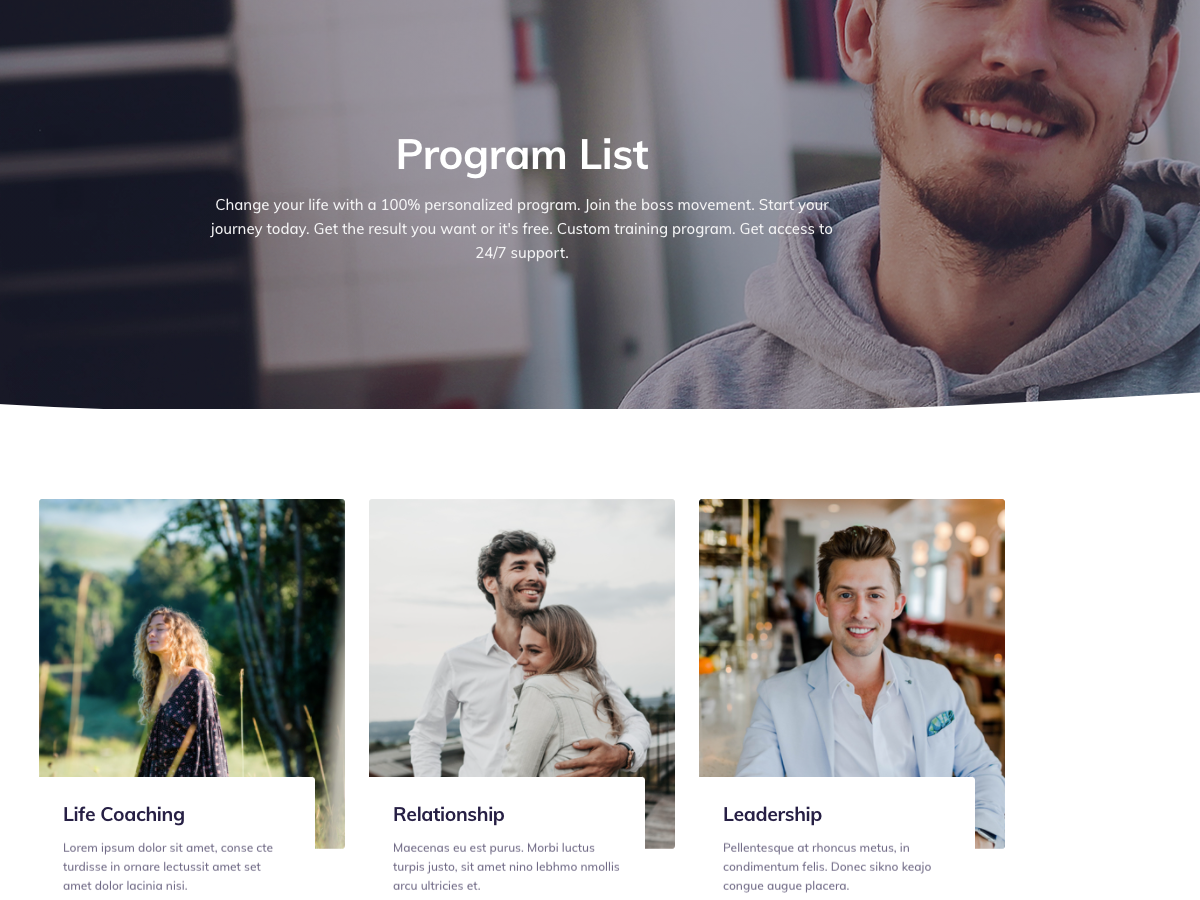 Program List
Change your life with a 100% personalized program. Join the boss movement. Start your
journey today. Get the result you want or it's free. Custom training program. Get access to
24/7 support.
Life Coaching
Lorem ipsum dolor sit amet, conse cte
turdisse in ornare lectussit amet set
amet dolor lacinia nisi.
Relationship
Maecenas eu est purus. Morbi luctus
turpis justo, sit amet nino lebhmo nmollis
arcu ultricies et.
Leadership
Pellentesque at rhoncus metus, in
condimentum felis. Donec sikno keajo
congue augue placera.